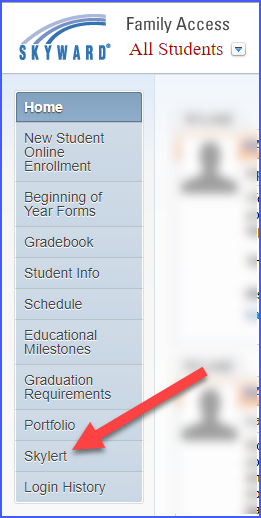 SKYWARD®
Family Access
All Students
Home
New Student
Online
Enrollment
Beginning of
Year Forms
Gradebook
Student Info
Schedule
Educational
Milestones
Graduation
Requirements
Portfolio
Skylert
Login History